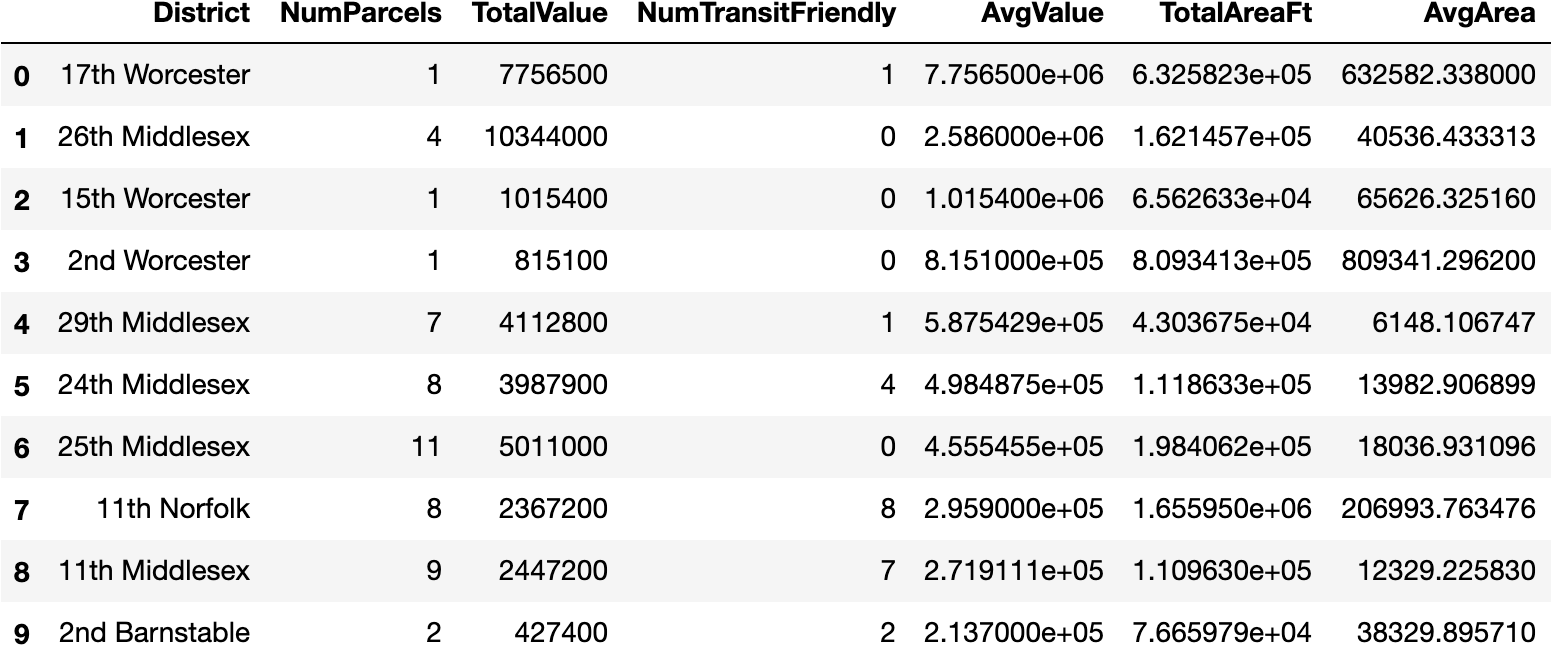 District NumParcels TotalValue NumTransitFriendly AvgValue TotalAreaFt AvgArea
0 17th Worcester 1 7756500 1 7.756500e+06 6.325823e+05 632582.338000
1 26th Middlesex 4 10344000 0 2.586000e+06 1.621457e+05 40536.433313
2 15th Worcester 1 1015400 0 1.015400e+06 6.562633e+04 65626.325160
3 2nd Worcester 1 815100 0 8.151000e+05 8.093413e+05 809341.296200
4 29th Middlesex 7 4112800 1 5.875429e+05 4.303675e+04 6148.106747
5 24th Middlesex 8 3987900 4 4.984875e+05 1.118633e+05 13982.906899
6 25th Middlesex 11 5011000 0 4.555455e+05 1.984062e+05 18036.931096
7 11th Norfolk 8 2367200 8 2.959000e+05 1.655950e+06 206993.763476
8 11th Middlesex 9 2447200 7 2.719111e+05 1.109630e+05 12329.225830
9 2nd Barnstable 2 427400 2 2.137000e+05 7.665979e+04 38329.895710